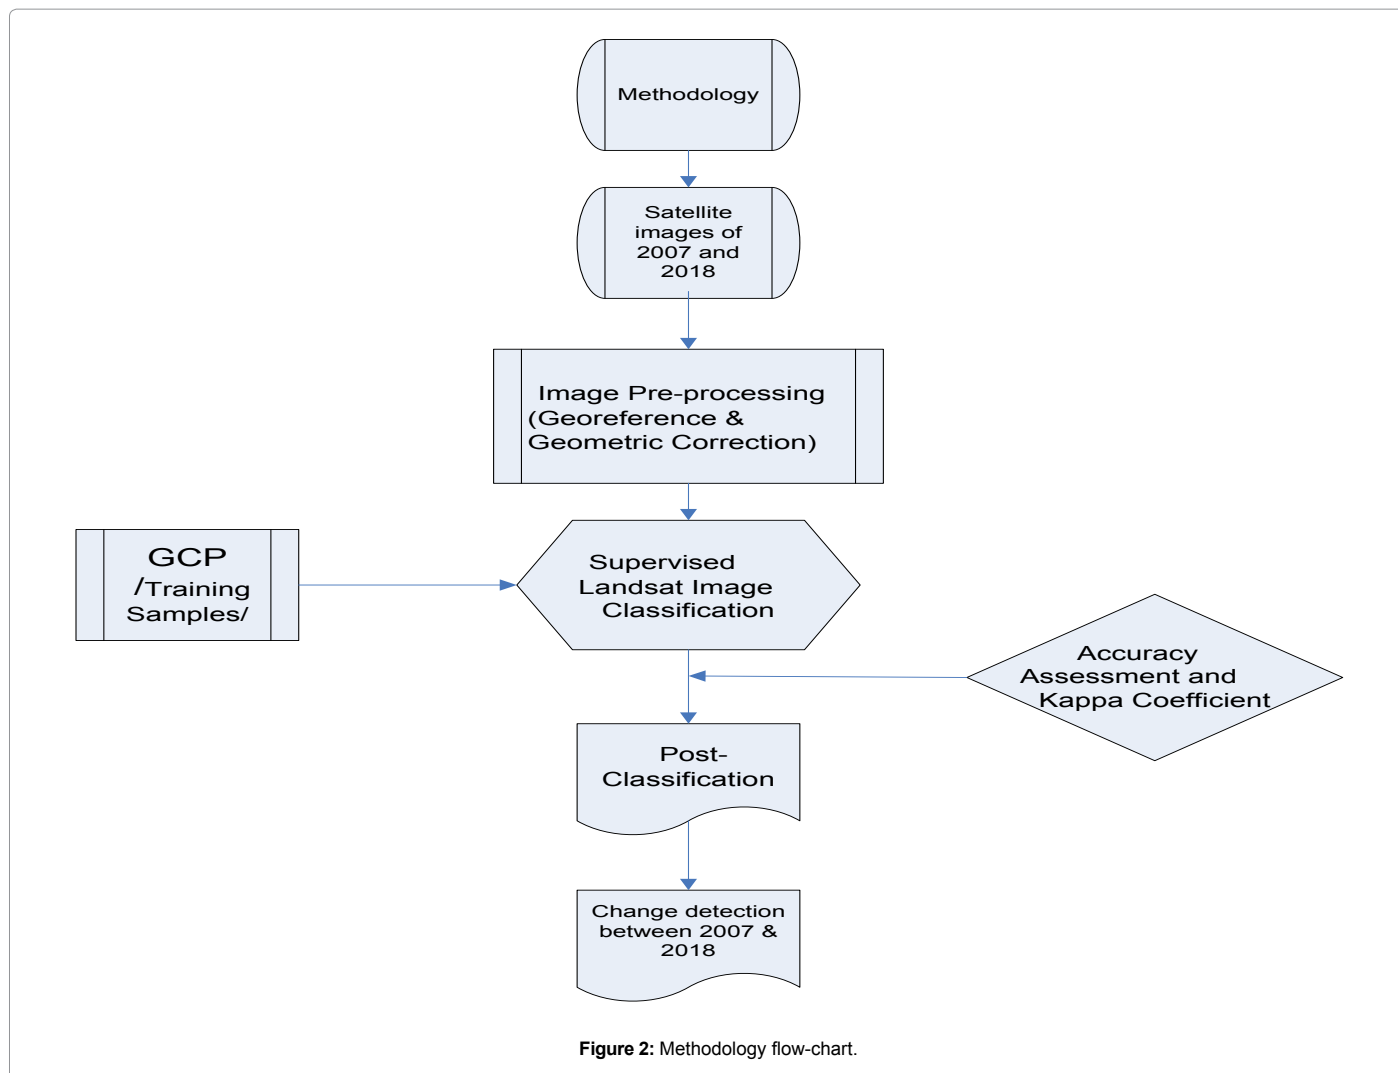 Methodology
Satellite
images of
2007 and
2018
Image Pre-processing
(Georeference &
Geometric Correction)
GCP
/Training
Samples/
Supervised
Landsat Image
Classification
Accuracy
Assessment and
Kappa Coefficient
Post-
Classification
Change detection
between 2007 &
2018
Figure 2: Methodology flow-chart.